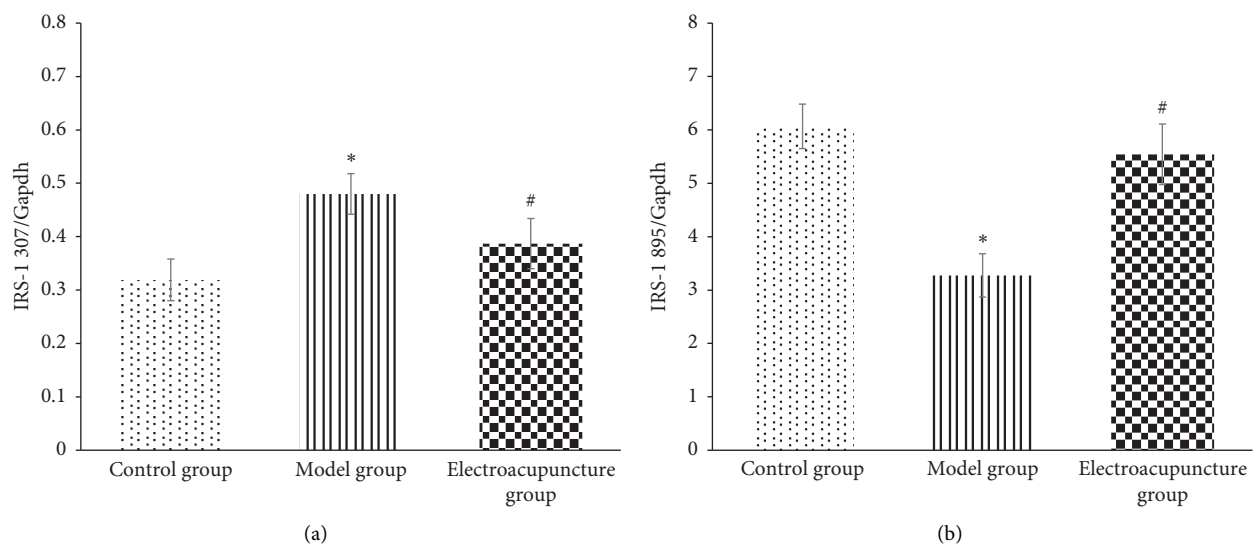 0.8
0.7
0.6
0.5
0.4
0.3
0.2
0.1
0
IRS-1 307/Gapdh
*
#
Control group
Model group
Electroacupuncture
group
(a)
8
7
6
5
4
3
2
1
0
IRS-1 895/Gapdh
*
#
Control group
Model group
Electroacupuncture
group
(b)